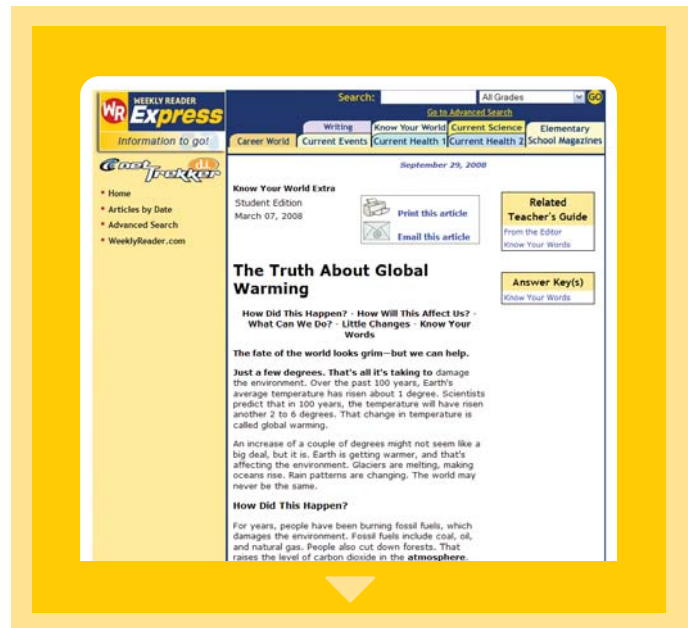 WR
WEEKLY READER
Express
Information to go!
Search:
All Grades
GO
Go to Advanced Search
Writing
Know Your World
Current Science
Elementary
School Magazines
Career World
Current Events
Current Health 1
Current Health 2
net
Trekker
d.i.
• Home
• Articles by Date
• Advanced Search
• WeeklyReader.com
September 29, 2008
Know Your World Extra
Student Edition
March 07, 2008
Print this article
Email this article
Related
Teacher's Guide
From the Editor
Know Your Words
Answer Key(s)
Know Your Words
The Truth About Global
Warming
How Did This Happen? - How Will This Affect Us? -
What Can We Do? - Little Changes - Know Your
Words
The fate of the world looks grim—but we can help.
Just a few degrees. That's all it's taking to damage
the environment. Over the past 100 years, Earth's
average temperature has risen about 1 degree. Scientists
predict that in 100 years, the temperature will have risen
another 2 to 6 degrees. That change in temperature is
called global warming.
An increase of a couple of degrees might not seem like a
big deal, but it is. Earth is getting warmer, and that's
affecting the environment. Glaciers are melting, making
oceans rise. Rain patterns are changing. The world may
never be the same.
How Did This Happen?
For years, people have been burning fossil fuels, which
damages the environment. Fossil fuels include coal, oil,
and natural gas. People also cut down forests. That
raises the level of carbon dioxide in the atmosphere.